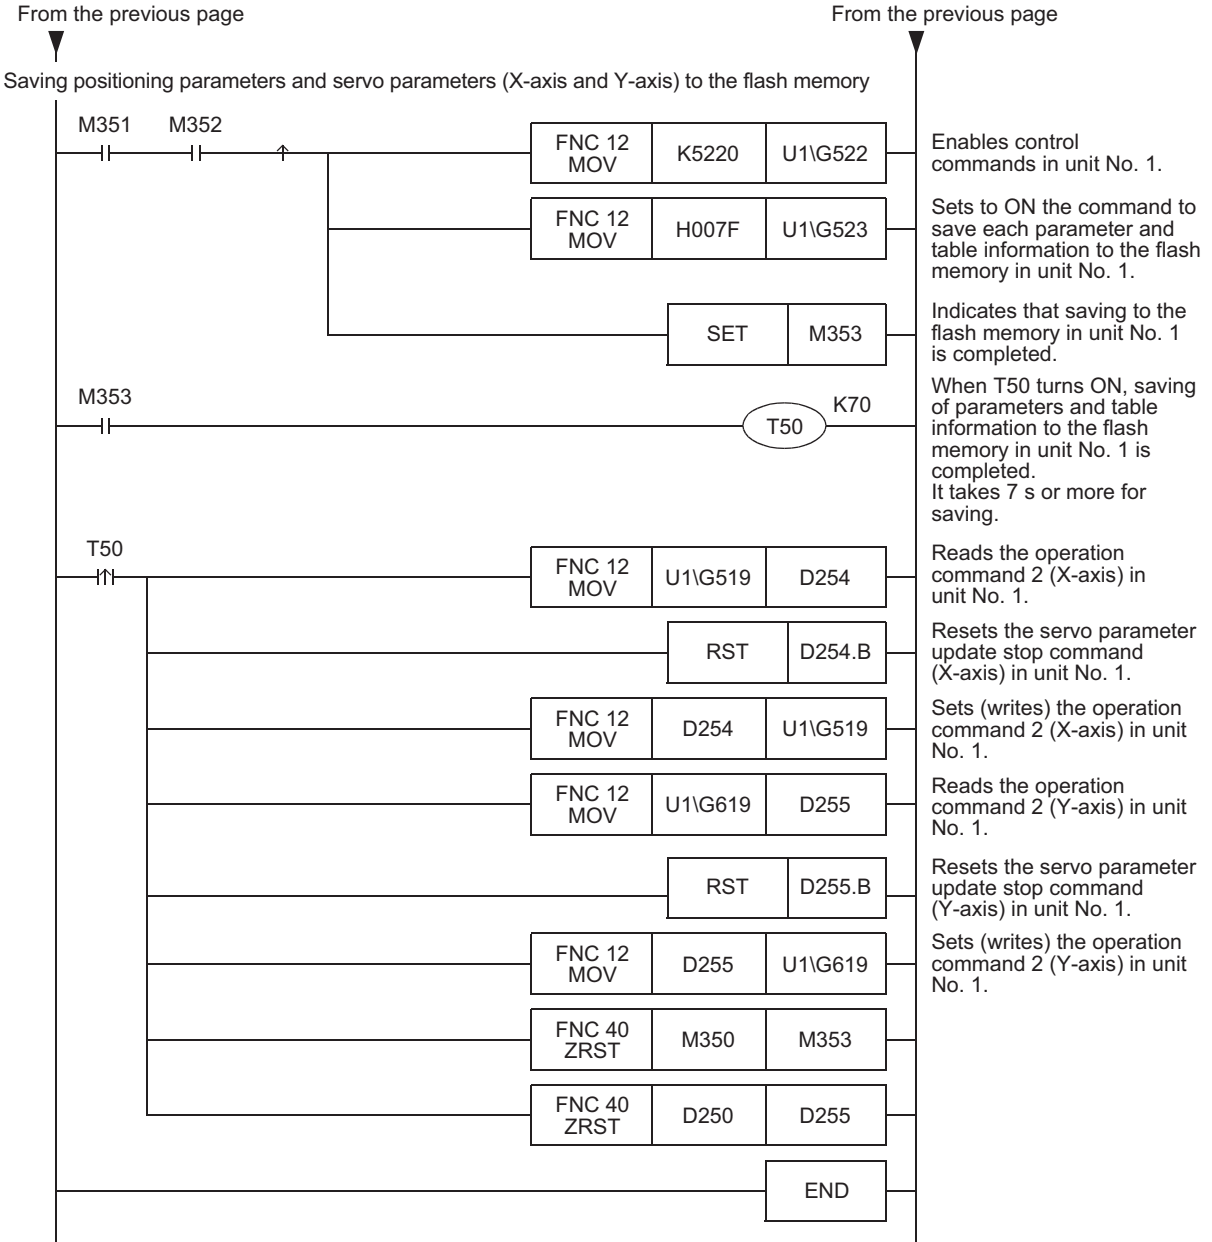 From the previous page
From the previous page
Saving positioning parameters and servo parameters (X-axis and Y-axis) to the flash memory
M351
M352
FNC 12
MOV
K5220
U1\G522
Enables control
commands in unit No. 1.
FNC 12
MOV
H007F
U1\G523
Sets to ON the command to
save each parameter and
table information to the flash
memory in unit No. 1.
SET
M353
Indicates that saving to the
flash memory in unit No. 1
is completed.
M353
T50
K70
When T50 turns ON, saving
of parameters and table
information to the flash
memory in unit No. 1 is
completed.
It takes 7 s or more for
saving.
T50
FNC 12
MOV
U1\G519
D254
Reads the operation
command 2 (X-axis) in
unit No. 1.
RST
D254.B
Resets the servo parameter
update stop command
(X-axis) in unit No. 1.
FNC 12
MOV
D254
U1\G519
Sets (writes) the operation
command 2 (X-axis) in unit
No. 1.
FNC 12
MOV
U1\G619
D255
Reads the operation
command 2 (Y-axis) in unit
No. 1.
RST
D255.B
Resets the servo parameter
update stop command
(Y-axis) in unit No. 1.
FNC 12
MOV
D255
U1\G619
Sets (writes) the operation
command 2 (Y-axis) in unit
No. 1.
FNC 40
ZRST
M350
M353
FNC 40
ZRST
D250
D255
END